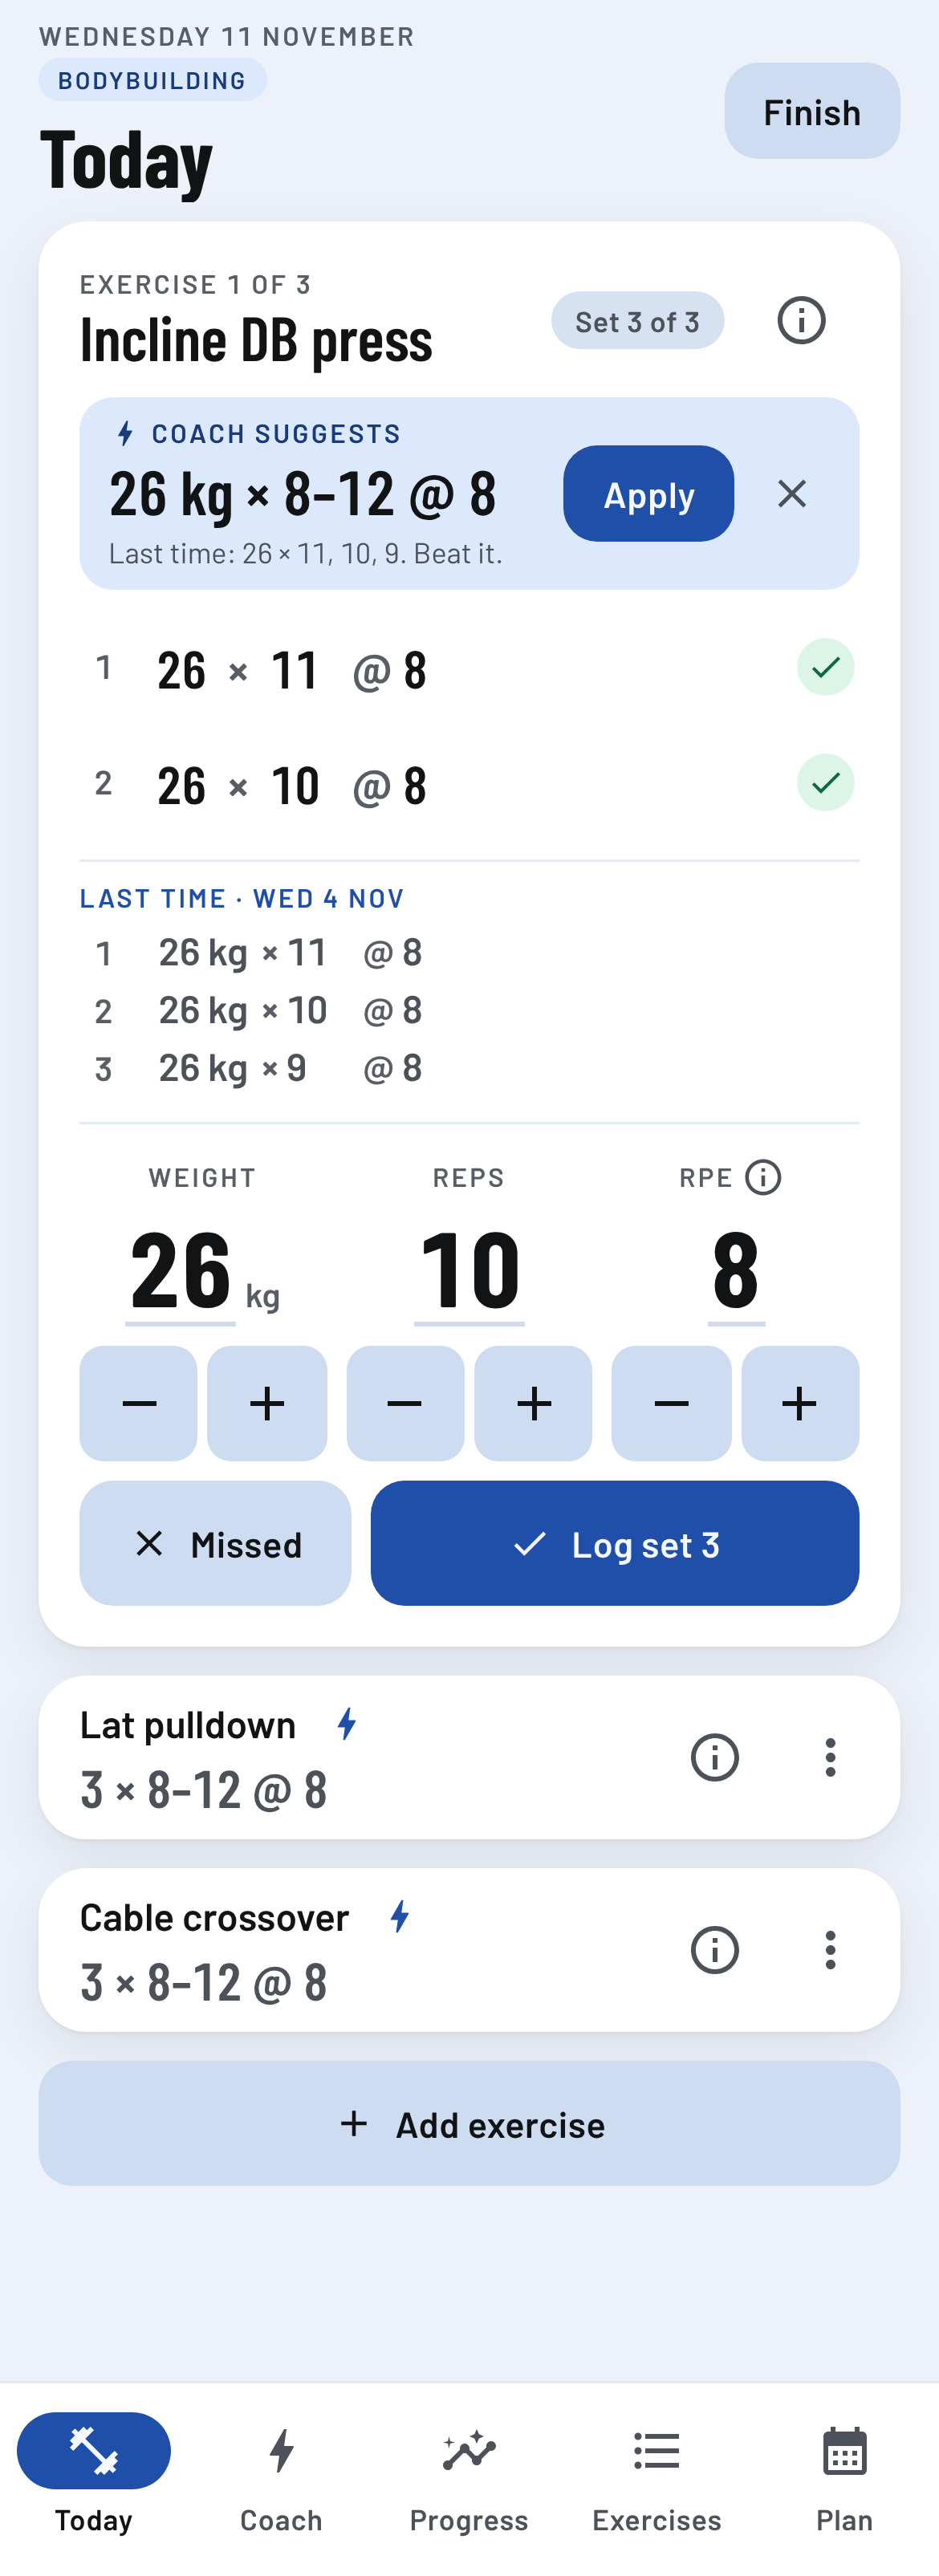 WEDNESDAY 11 NOVEMBER
BODYBUILDING
Today
Finish
EXERCISE 1 OF 3
Incline DB press
Set 3 of 3
COACH SUGGESTS
26 kg × 8–12 @ 8
Last time: 26 × 11, 10, 9. Beat it.
Apply
1 26 × 11 @ 8
2 26 × 10 @ 8
LAST TIME · WED 4 NOV
1 26 kg × 11 @ 8
2 26 kg × 10 @ 8
3 26 kg × 9 @ 8
WEIGHT REPS RPE
26 kg 10 8
Missed
Log set 3
Lat pulldown
3 × 8–12 @ 8
Cable crossover
3 × 8–12 @ 8
Add exercise
Today Coach Progress Exercises Plan